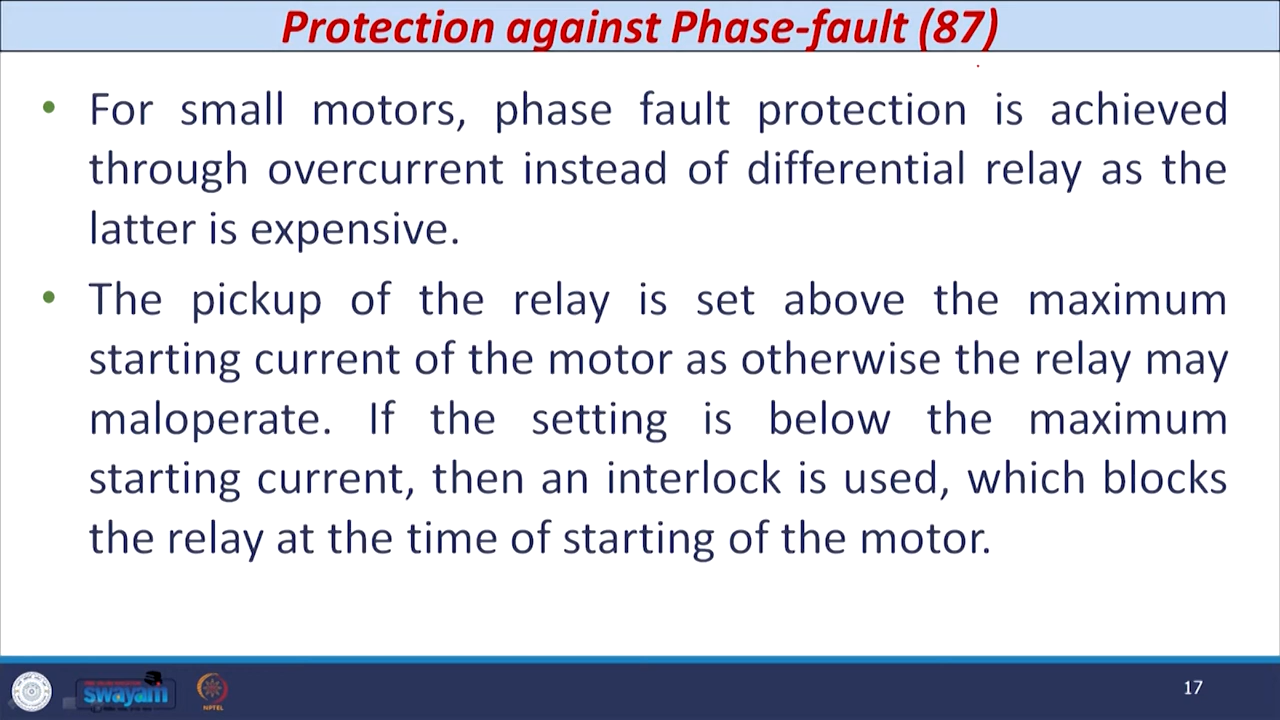 Protection against Phase-fault (87)
• For small motors, phase fault protection is achieved
through overcurrent instead of differential relay as the
latter is expensive.
• The pickup of the relay is set above the maximum
starting current of the motor as otherwise the relay may
maloperate. If the setting is below the maximum
starting current, then an interlock is used, which blocks
the relay at the time of starting of the motor.
swayam
NPTEL
17